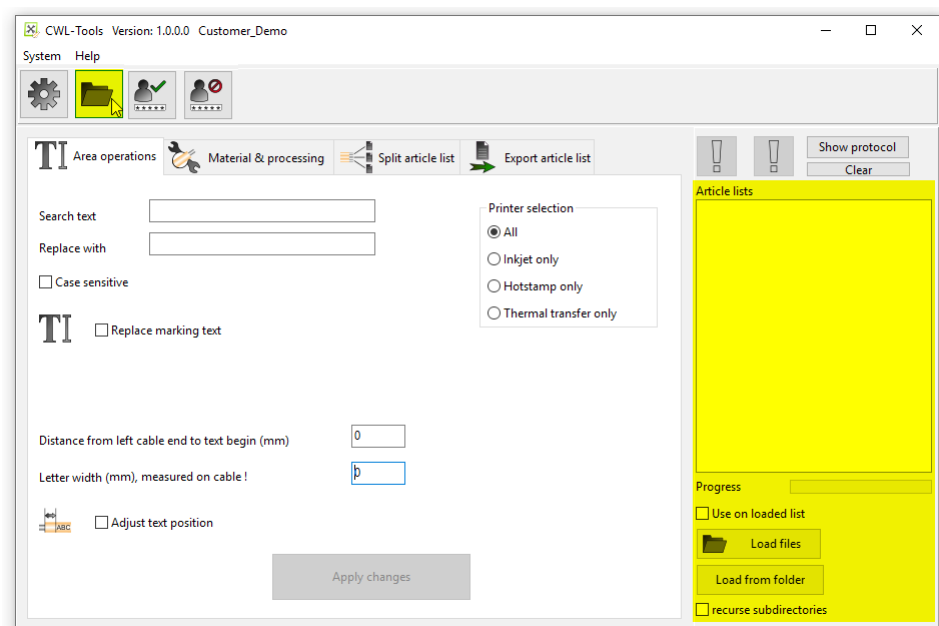 CWL-Tools Version: 1.0.0.0 Customer_Demo
System Help
*****
*****
TI Area operations
Material & processing
Split article list
Export article list
Show protocol
Clear
Article lists
Search text
Replace with
Case sensitive
Printer selection
All
Inkjet only
Hotstamp only
Thermal transfer only
TI Replace marking text
Distance from left cable end to text begin (mm) 0
Letter width (mm), measured on cable ! 0
ABC Adjust text position
Apply changes
Progress
Use on loaded list
Load files
Load from folder
recurse subdirectories